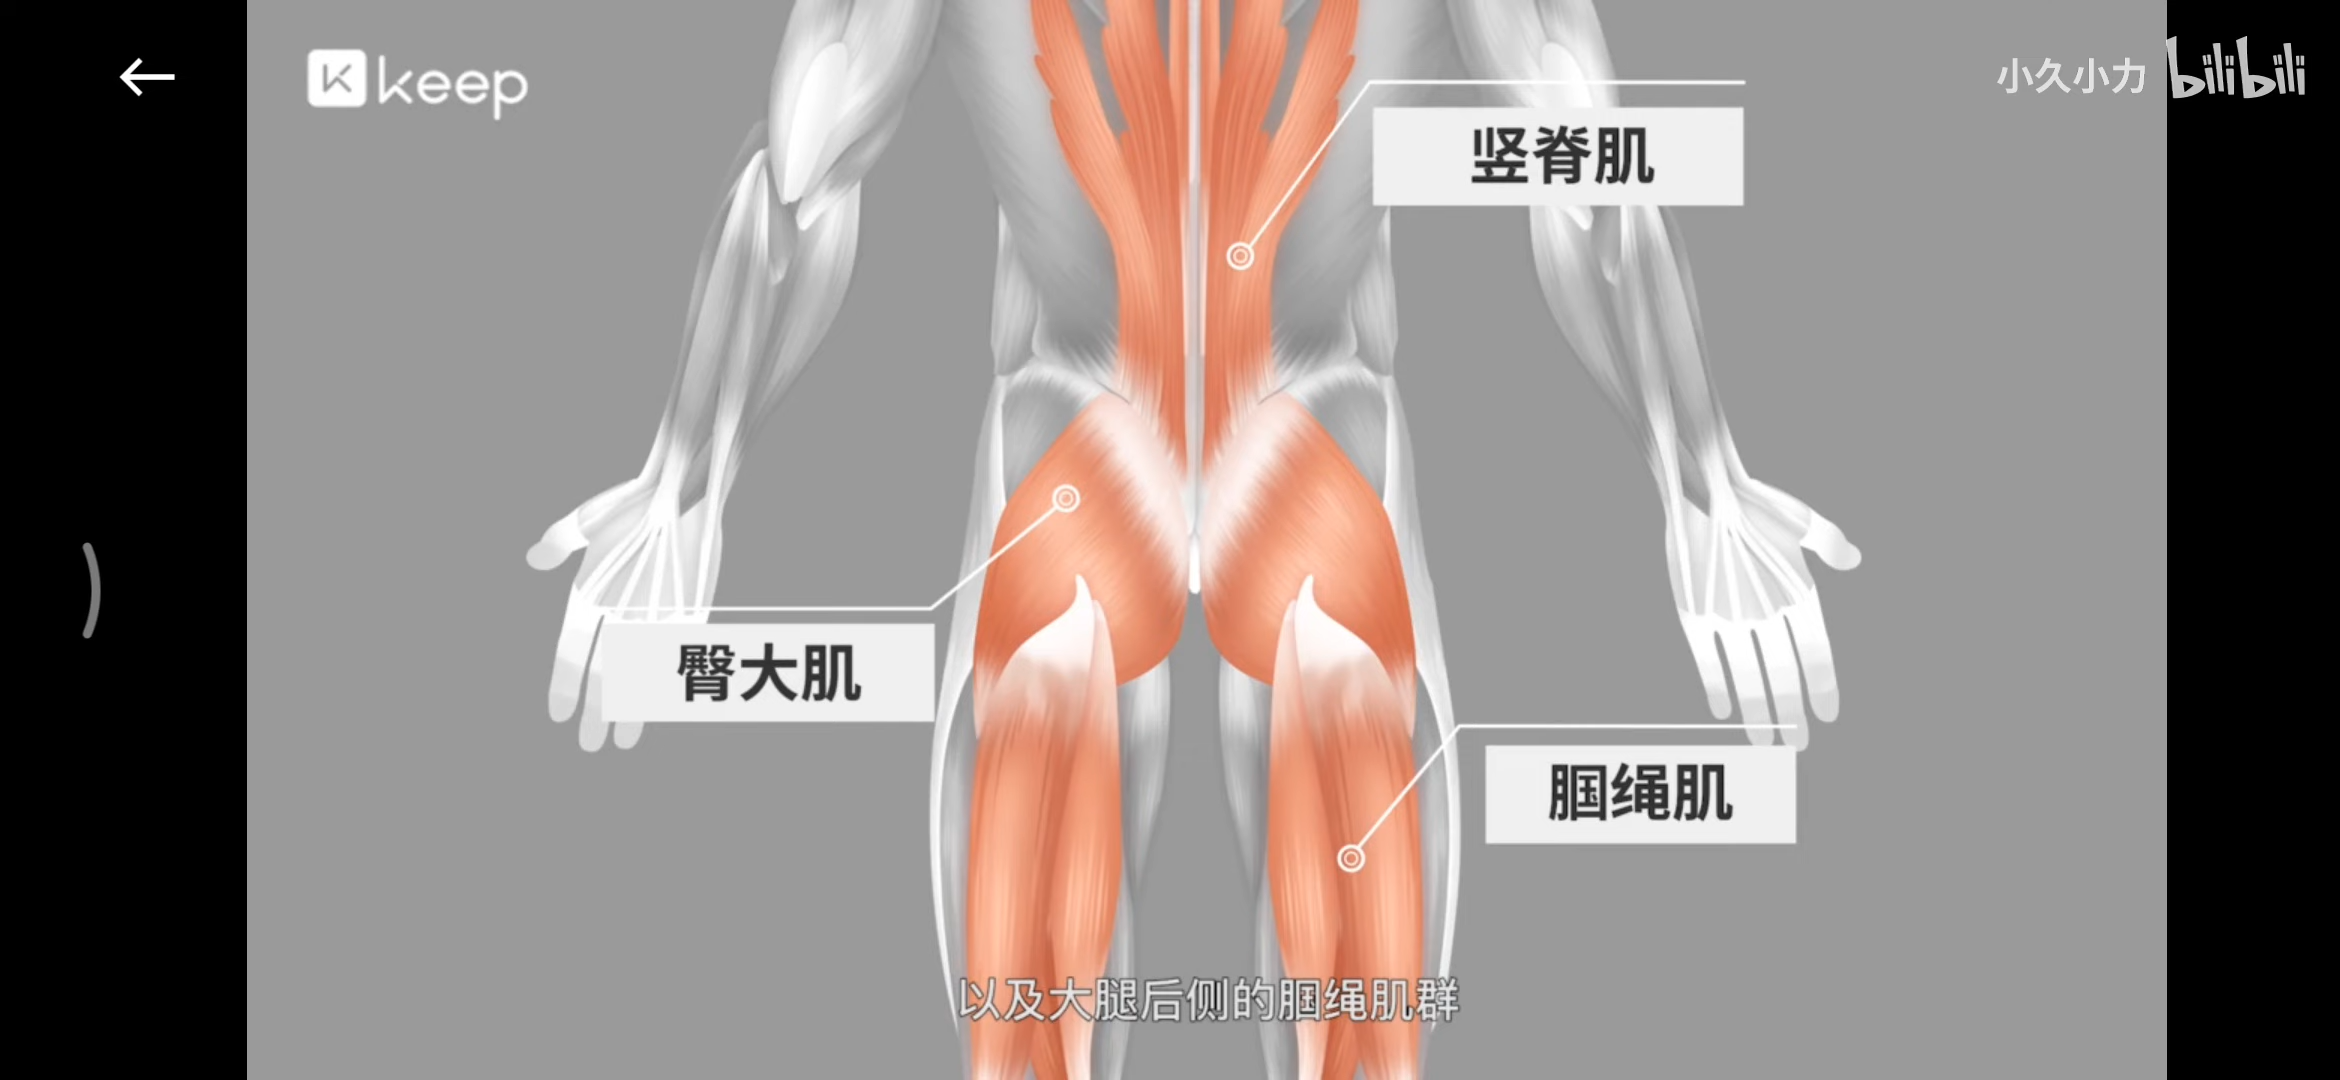 keep
小久小力 bilibili
竖脊肌
臀大肌
腘绳肌
以及大腿后侧的腘绳肌群